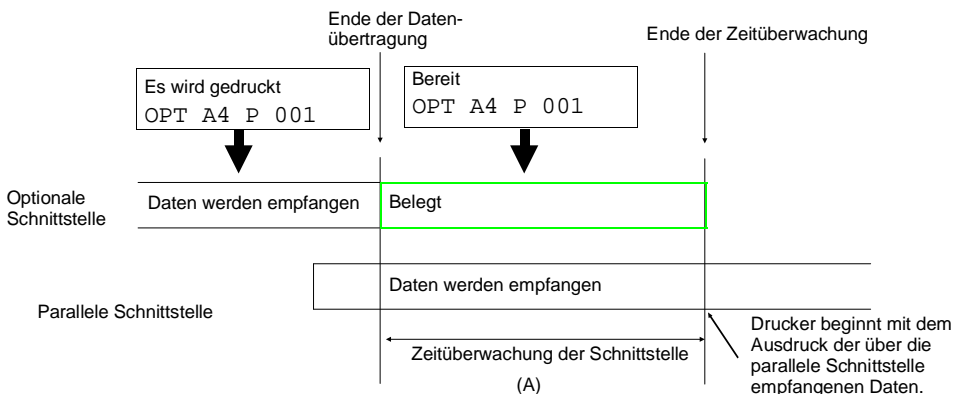 Ende der Daten-
übertragung
Ende der Zeitüberwachung
Es wird gedruckt
OPT A4 P 001
Bereit
OPT A4 P 001
Optionale
Schnittstelle
Daten werden empfangen
Belegt
Daten werden empfangen
Parallele Schnittstelle
Zeitüberwachung der Schnittstelle
(A)
Drucker beginnt mit dem
Ausdruck der über die
parallele Schnittstelle
empfangenen Daten.